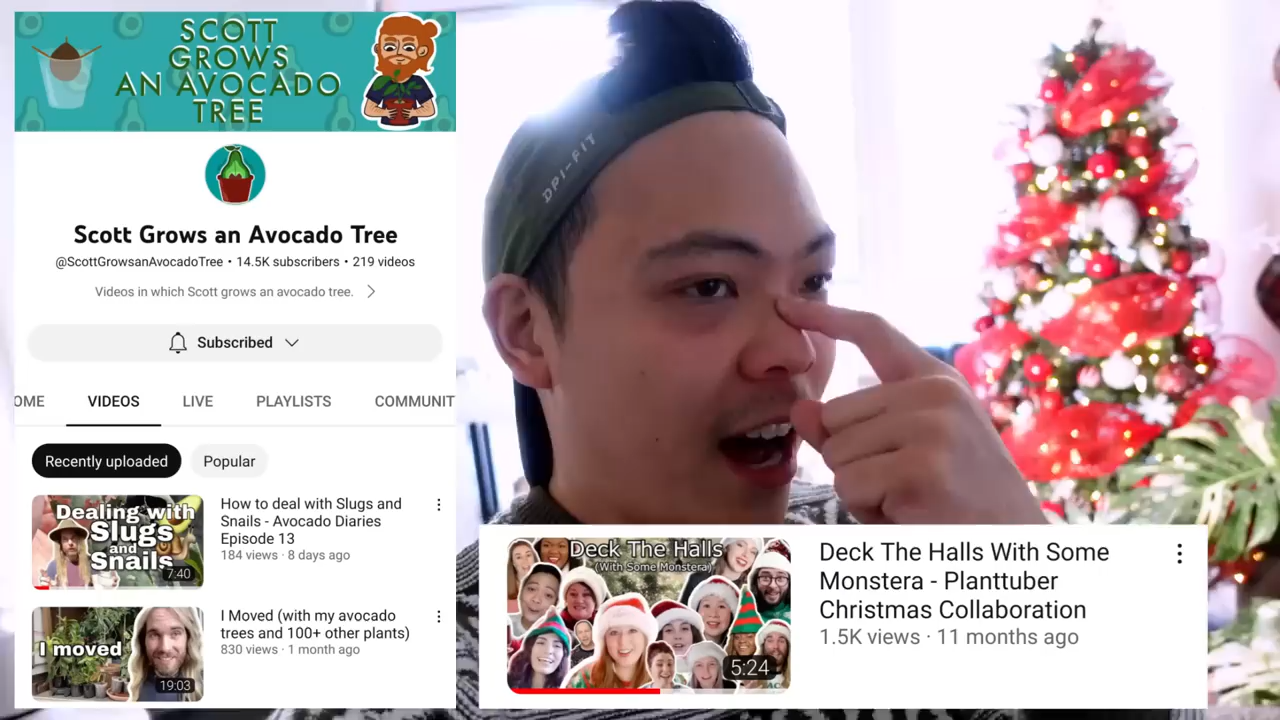 SCOTT
GROWS
AN AVOCADO
TREE
Scott Grows an Avocado Tree
@ScottGrowsanAvocadoTree • 14.5K subscribers • 219 videos
Videos in which Scott grows an avocado tree.
Subscribed
OME VIDEOS LIVE PLAYLISTS COMMUNIT
Recently uploaded Popular
Dealing with
Slugs
and
Snails
7:40
How to deal with Slugs and
Snails - Avocado Diaries
Episode 13
184 views · 8 days ago
I moved
19:03
I Moved (with my avocado
trees and 100+ other plants)
830 views · 1 month ago
DRI-FIT
Deck The Halls
(With Some Monstera)
5:24
Deck The Halls With Some
Monstera - Planttuber
Christmas Collaboration
1.5K views · 11 months ago